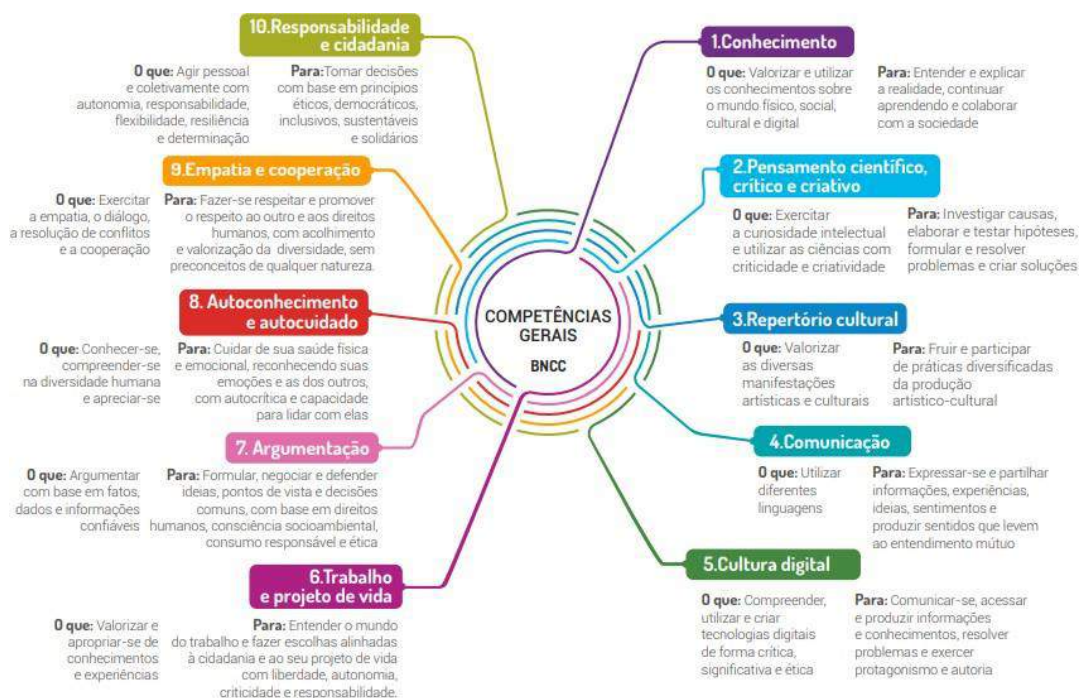 COMPETÊNCIAS
GERAIS
BNCC
1.Conhecimento
O que: Valorizar e utilizar
os conhecimentos sobre
o mundo físico, social,
cultural e digital
Para: Entender e explicar
a realidade, continuar
aprendendo e colaborar
com a sociedade
2.Pensamento científico,
crítico e criativo
O que: Exercitar
a curiosidade intelectual
e utilizar as ciências com
criticidade e criatividade
Para: Investigar causas,
elaborar e testar hipóteses,
formular e resolver
problemas e criar soluções
3.Repertório cultural
O que: Valorizar
as diversas
manifestações
artísticas e culturais
Para: Fruir e participar
de práticas diversificadas
da produção
artístico-cultural
4.Comunicação
O que: Utilizar
diferentes
linguagens
Para: Expressar-se e partilhar
informações, experiências,
ideias, sentimentos e
produzir sentidos que levem
ao entendimento mútuo
5.Cultura digital
O que: Compreender,
utilizar e criar
tecnologias digitais
de forma crítica,
significativa e ética
Para: Comunicar-se, acessar
e produzir informações
e conhecimentos, resolver
problemas e exercer
protagonismo e autoria
6.Trabalho
e projeto de vida
O que: Valorizar e
apropriar-se de
conhecimentos
e experiências
Para: Entender o mundo
do trabalho e fazer escolhas alinhadas
à cidadania e ao seu projeto de vida
com liberdade, autonomia,
criticidade e responsabilidade.
7. Argumentação
O que: Argumentar
com base em fatos,
dados e informações
confiáveis
Para: Formular, negociar e defender
ideias, pontos de vista e decisões
comuns, com base em direitos
humanos, consciência socioambiental,
consumo responsável e ética
8. Autoconhecimento
e autocuidado
O que: Conhecer-se,
compreender-se
na diversidade humana
e apreciar-se
Para: Cuidar de sua saúde física
e emocional, reconhecendo suas
emoções e as dos outros,
com autocrítica e capacidade
para lidar com elas
9.Empatia e cooperação
O que: Exercitar
a empatia, o diálogo,
a resolução de conflitos
e a cooperação
Para: Fazer-se respeitar e promover
o respeito ao outro e aos direitos
humanos, com acolhimento
e valorização da diversidade, sem
preconceitos de qualquer natureza.
10.Responsabilidade
e cidadania
O que: Agir pessoal
e coletivamente com
autonomia, responsabilidade,
flexibilidade, resiliência
e determinação
Para:Tomar decisões
com base em princípios
éticos, democráticos,
inclusivos, sustentáveis
e solidários